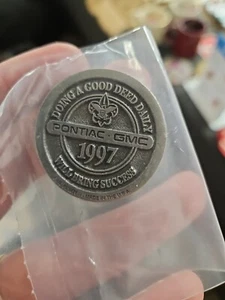 DOING A GOOD DEED DAILY
PONTIAC - GMC
1997
WILL BRING SUCCESS